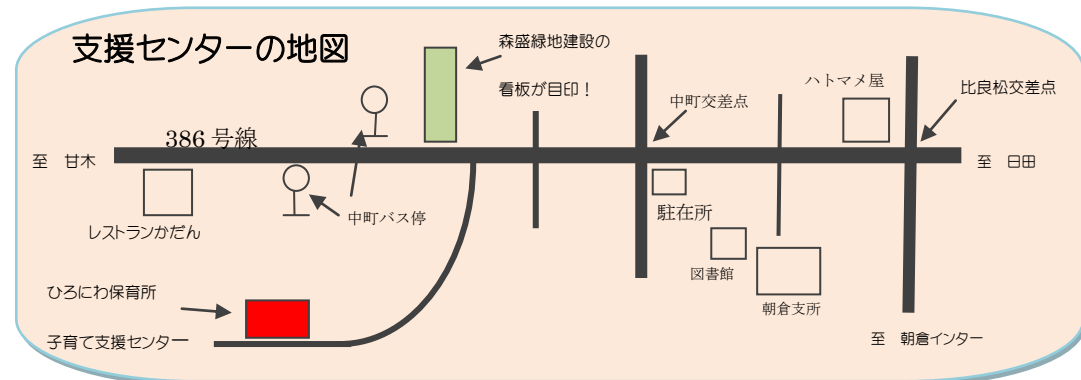 支援センターの地図
森盛緑地建設の
看板が目印！
ハトマメ屋
比良松交差点
中町交差点
386号線
至　甘木
至　日田
レストランかだん
中町バス停
駐在所
図書館
朝倉支所
ひろにわ保育所
子育て支援センター
至　朝倉インター